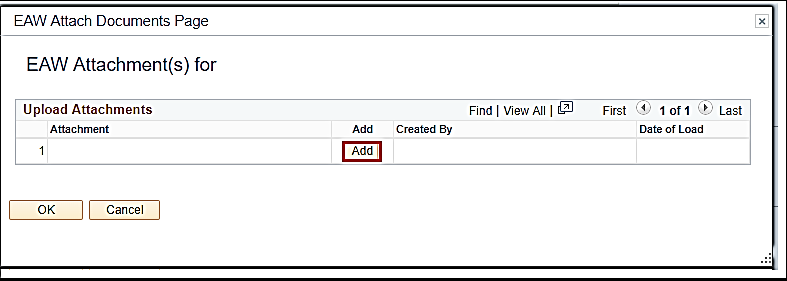 EAW Attach Documents Page
EAW Attachment(s) for
Upload Attachments Find | View All | First 1 of 1 Last
Attachment Add Created By Date of Load
1 Add
OK Cancel